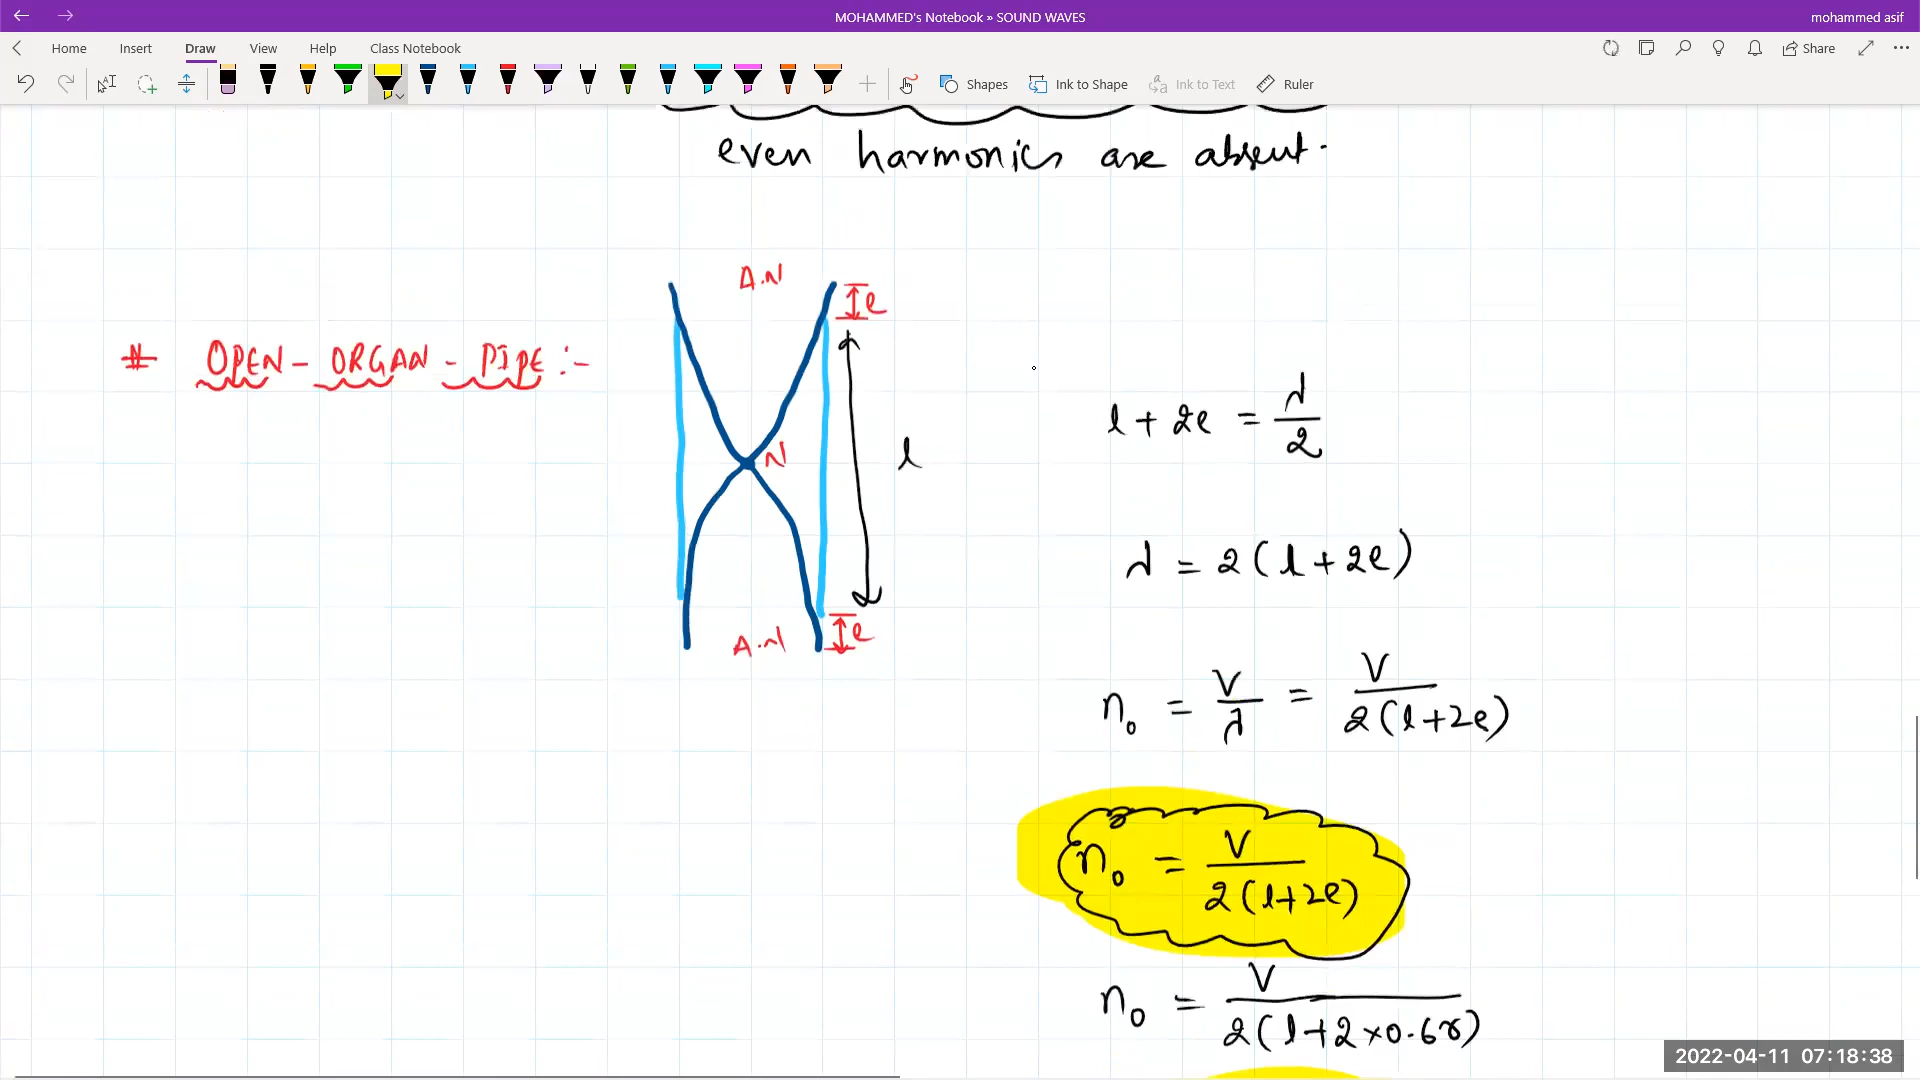 MOHAMMED's Notebook » SOUND WAVES
mohammed asif
Home Insert Draw View Help Class Notebook
Share
Shapes Ink to Shape Ink to Text Ruler
even harmonics are absent.
A.N
e
# OPEN - ORGAN - PIPE :-
N
l
A.N
e
l + 2e = λ/2
λ = 2(l+2e)
n₀ = V/λ = V/2(l+2e)
n₀ = V/2(l+2e)
n₀ = V/2(l+2×0.6r)
2022-04-11 07:18:38